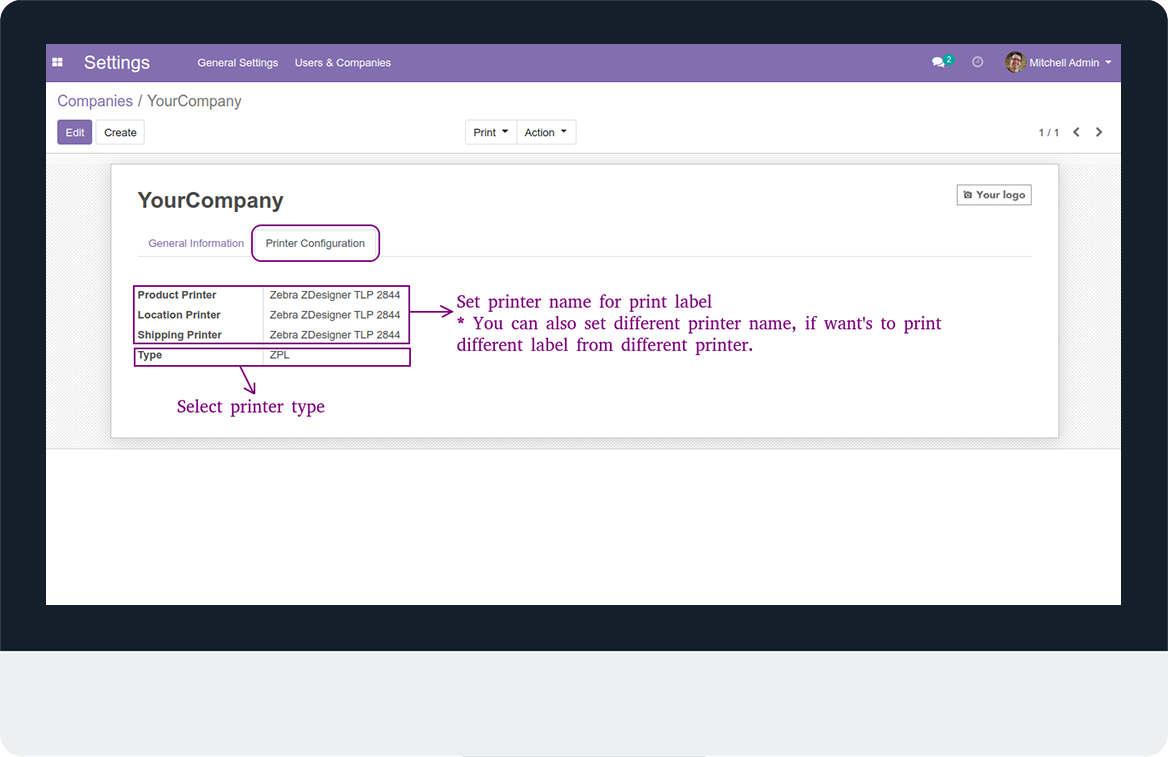 Settings General Settings Users & Companies 2 Mitchell Admin
Companies / YourCompany
Edit Create Print Action 1 / 1
YourCompany
Your logo
General Information Printer Configuration
Product Printer Zebra ZDesigner TLP 2844
Location Printer Zebra ZDesigner TLP 2844
Shipping Printer Zebra ZDesigner TLP 2844
Type ZPL
Set printer name for print label
* You can also set different printer name, if want's to print
different label from different printer.
Select printer type